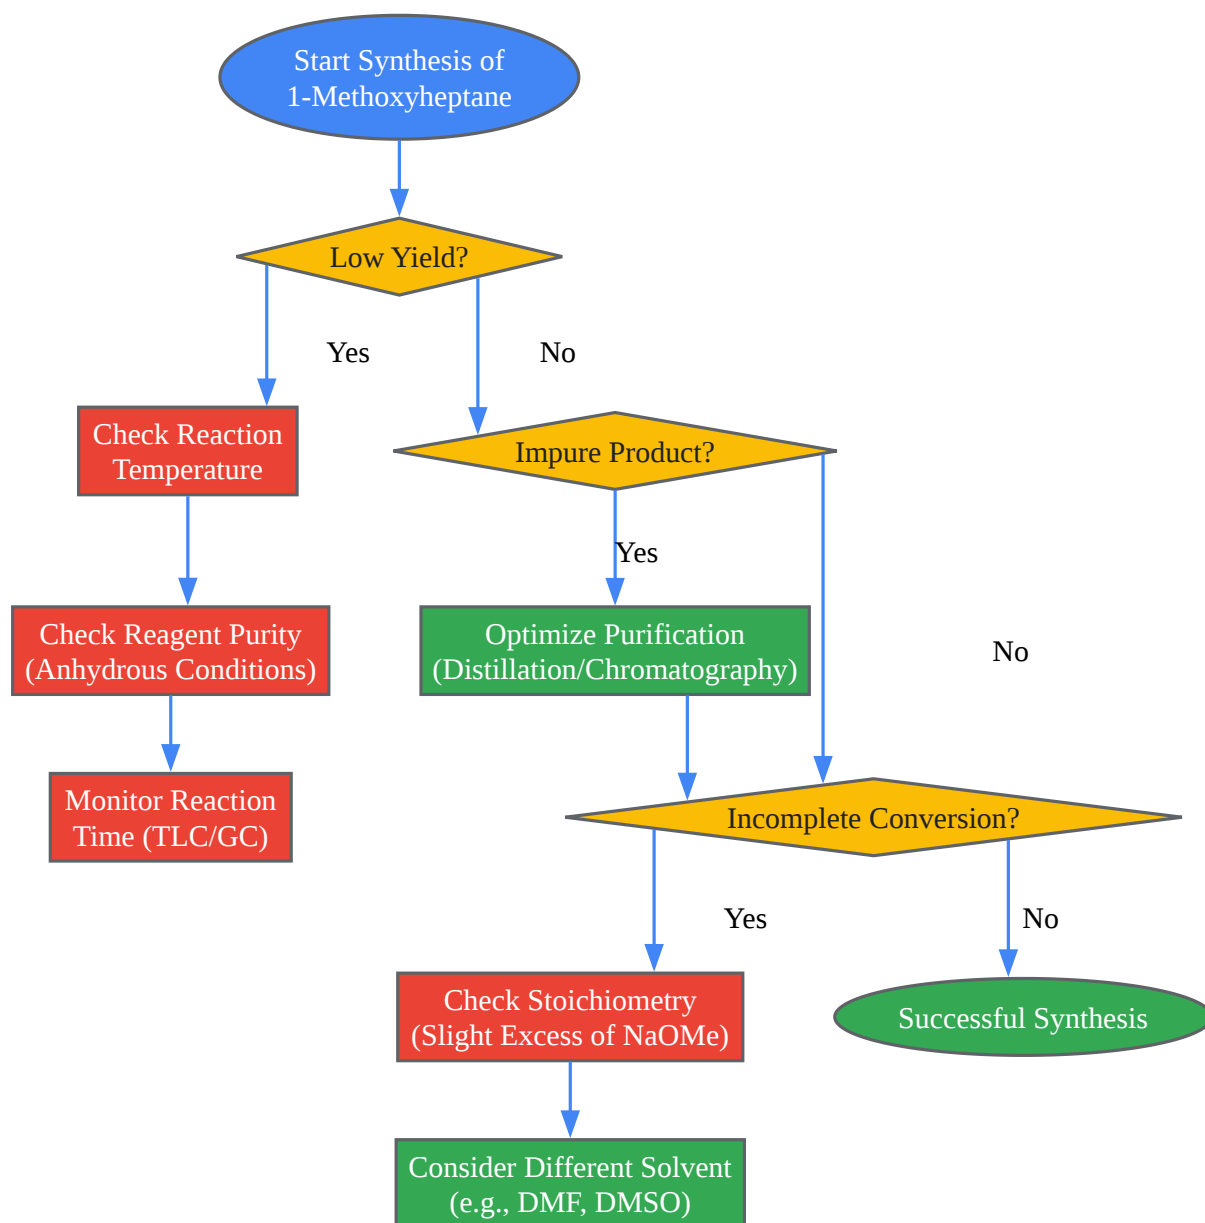 Start Synthesis of
1-Methoxyheptane
Low Yield?
Yes
No
Check Reaction
Temperature
Impure Product?
Yes
Check Reagent Purity
(Anhydrous Conditions)
Optimize Purification
(Distillation/Chromatography)
No
Monitor Reaction
Time (TLC/GC)
Incomplete Conversion?
Yes
No
Check Stoichiometry
(Slight Excess of NaOMe)
Successful Synthesis
Consider Different Solvent
(e.g., DMF, DMSO)